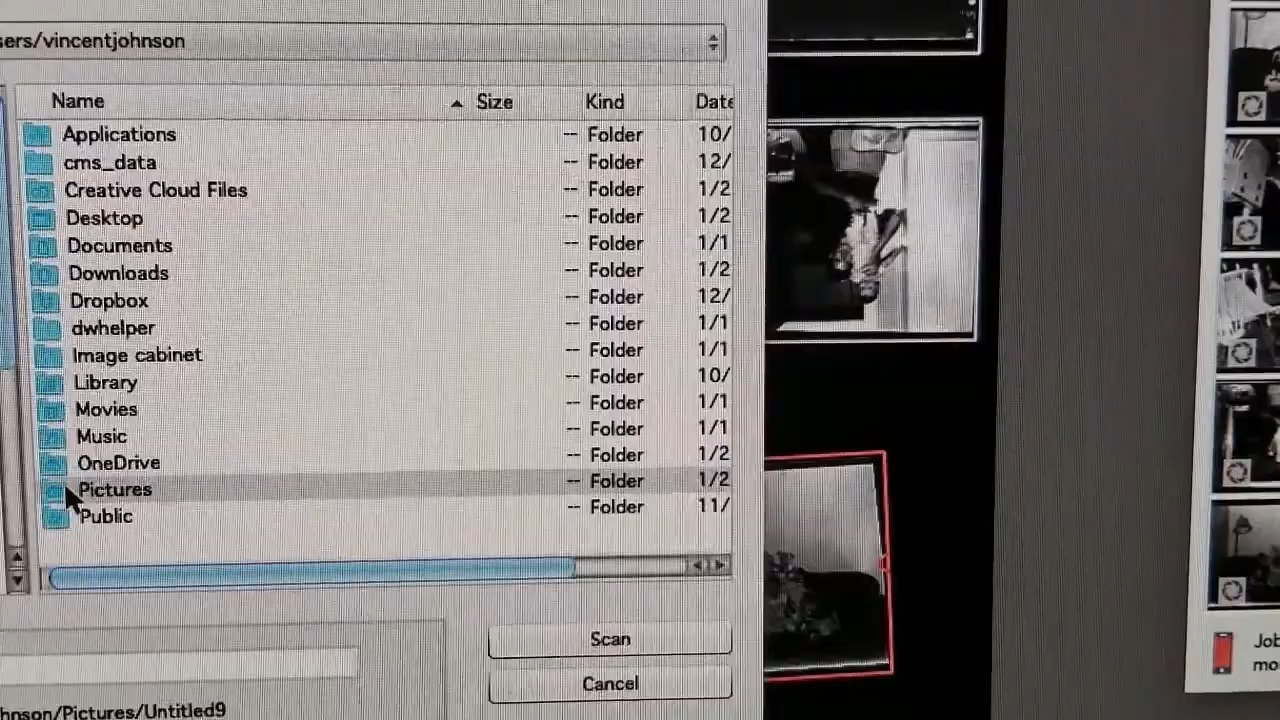 ers/vincentjohnson
Name Size Kind Date
Applications -- Folder 10/
cms_data -- Folder 12/
Creative Cloud Files -- Folder 1/2
Desktop -- Folder 1/2
Documents -- Folder 1/1
Downloads -- Folder 1/2
Dropbox -- Folder 12/
dwhelper -- Folder 1/1
Image cabinet -- Folder 1/1
Library -- Folder 10/
Movies -- Folder 1/1
Music -- Folder 1/1
OneDrive -- Folder 1/2
Pictures -- Folder 1/2
Public -- Folder 11/
Scan
Cancel
hnson/Pictures/Untitled9
Job
mo